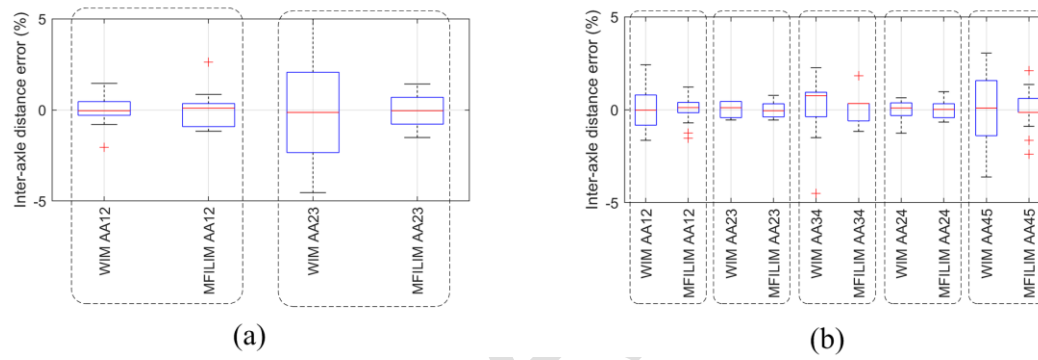 Inter-axle distance error (%)
5
0
-5
WIM AA12
MFILIM AA12
WIM AA23
MFILIM AA23
(a)
Inter-axle distance error (%)
5
0
-5
WIM AA12
MFILIM AA12
WIM AA23
MFILIM AA23
WIM AA34
MFILIM AA34
WIM AA24
MFILIM AA24
WIM AA45
MFILIM AA45
(b)